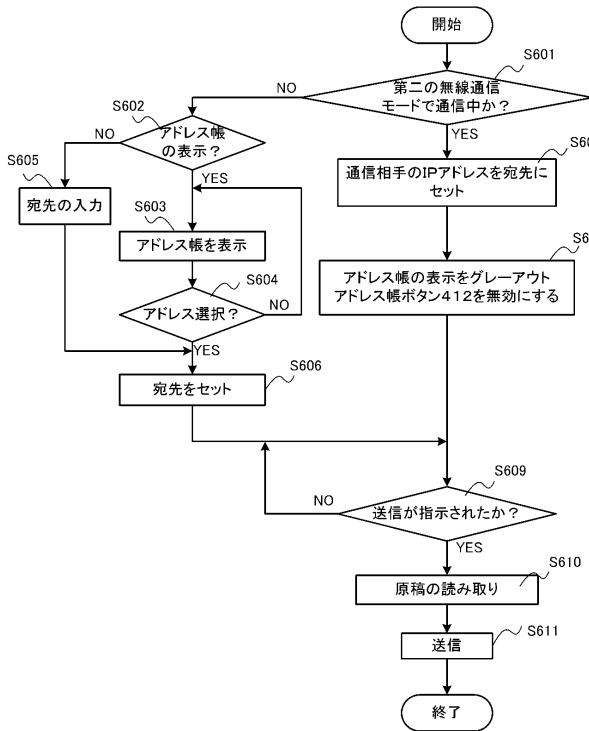 開始
S601
第二の無線通信
モードで通信中か？
NO
YES
S602
アドレス帳
の表示？
NO
YES
S605
宛先の入力
S603
アドレス帳を表示
S604
アドレス選択？
NO
YES
S606
宛先をセット
通信相手のIPアドレスを宛先に
セット
アドレス帳の表示をグレーアウト
アドレス帳ボタン412を無効にする
S609
送信が指示されたか？
NO
YES
S610
原稿の読み取り
S611
送信
終了